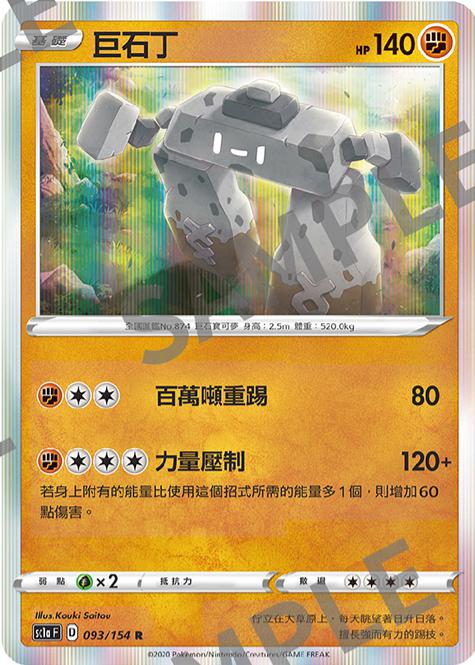 基礎 巨石丁 HP 140
全國圖鑑No.874 巨石寶可夢 身高：2.5m 體重：520.0kg
百萬噸重踢 80
力量壓制 120+
若身上附有的能量比使用這個招式所需的能量多1個，則增加60
點傷害。
弱點 ×2 抵抗力 撤退
Illus.Kouki Saitou
sc1a F D 093/154 R
佇立在大草原上，每天眺望著日升日落。
擅長強而有力的踢技。
©2020 Pokémon/Nintendo/Creatures/GAME FREAK.
SAMPLE